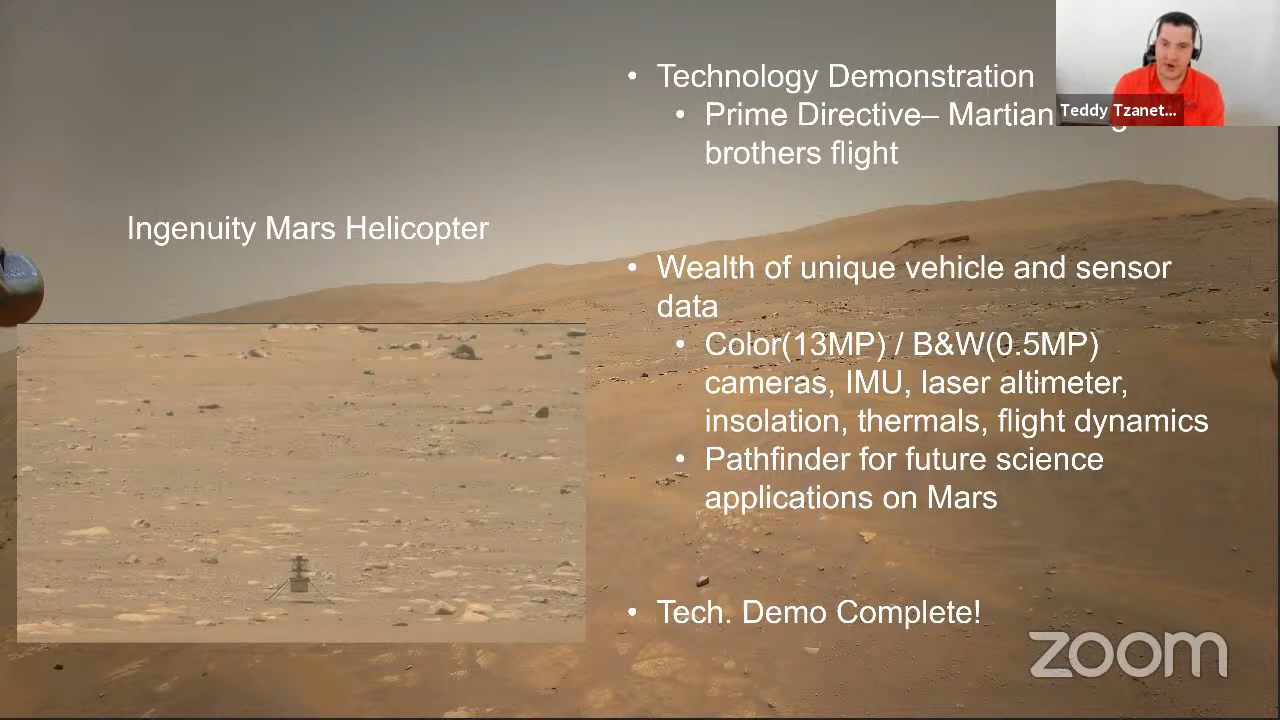 Ingenuity Mars Helicopter
• Technology Demonstration
• Prime Directive– Martian
brothers flight
• Wealth of unique vehicle and sensor
data
• Color(13MP) / B&W(0.5MP)
cameras, IMU, laser altimeter,
insolation, thermals, flight dynamics
• Pathfinder for future science
applications on Mars
• Tech. Demo Complete!
Teddy Tzanet...
zoom